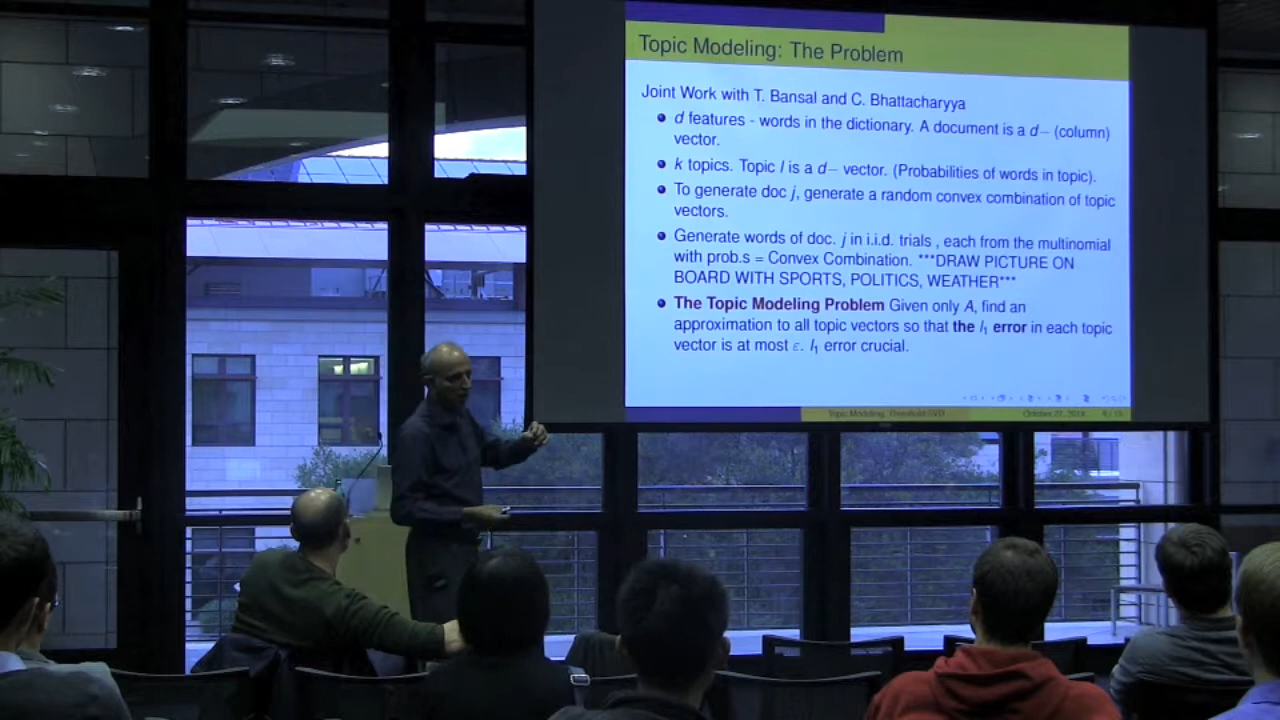 Topic Modeling: The Problem
Joint Work with T. Bansal and C. Bhattacharyya
• d features - words in the dictionary. A document is a d− (column)
vector.
• k topics. Topic l is a d− vector. (Probabilities of words in topic).
• To generate doc j, generate a random convex combination of topic
vectors.
• Generate words of doc. j in i.i.d. trials , each from the multinomial
with prob.s = Convex Combination. ***DRAW PICTURE ON
BOARD WITH SPORTS, POLITICS, WEATHER***
• The Topic Modeling Problem Given only A, find an
approximation to all topic vectors so that the l₁ error in each topic
vector is at most ε. l₁ error crucial.
Topic Modeling, Threshold SVD October 27,